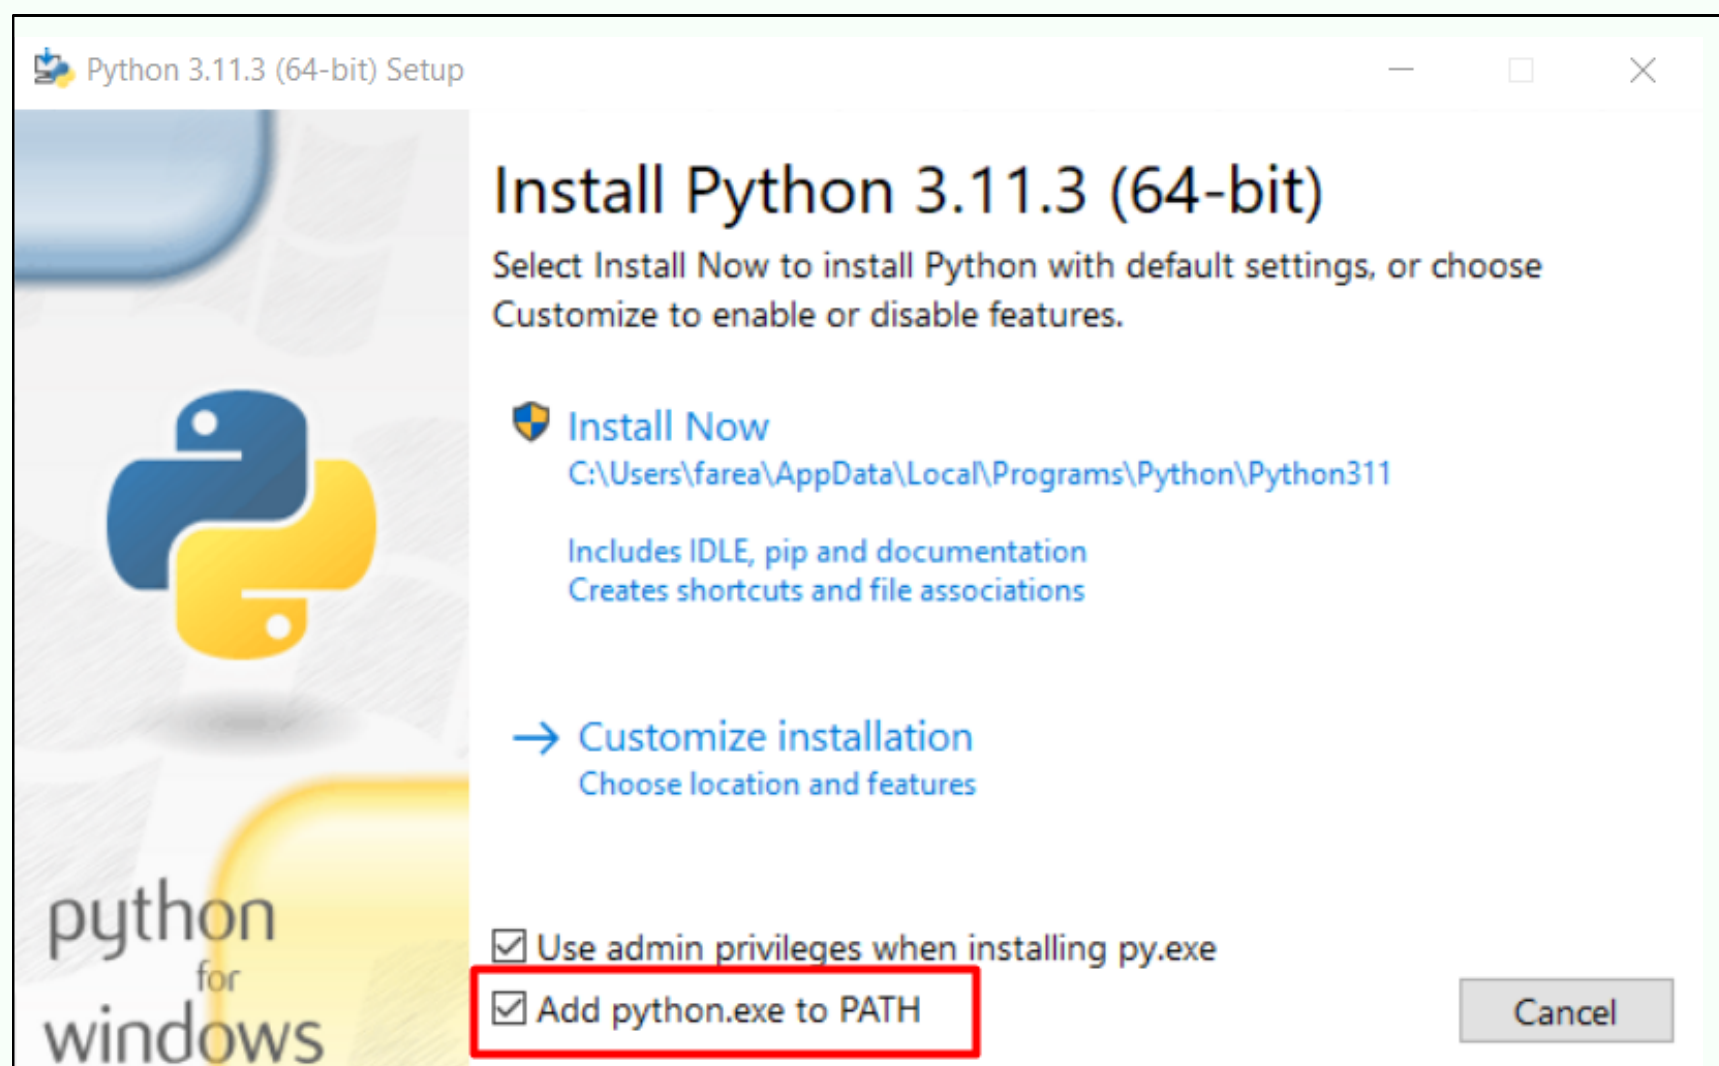 Python 3.11.3 (64-bit) Setup
Install Python 3.11.3 (64-bit)
Select Install Now to install Python with default settings, or choose
Customize to enable or disable features.
Install Now
C:\Users\farea\AppData\Local\Programs\Python\Python311
Includes IDLE, pip and documentation
Creates shortcuts and file associations
Customize installation
Choose location and features
python
for
windows
Use admin privileges when installing py.exe
Add python.exe to PATH
Cancel